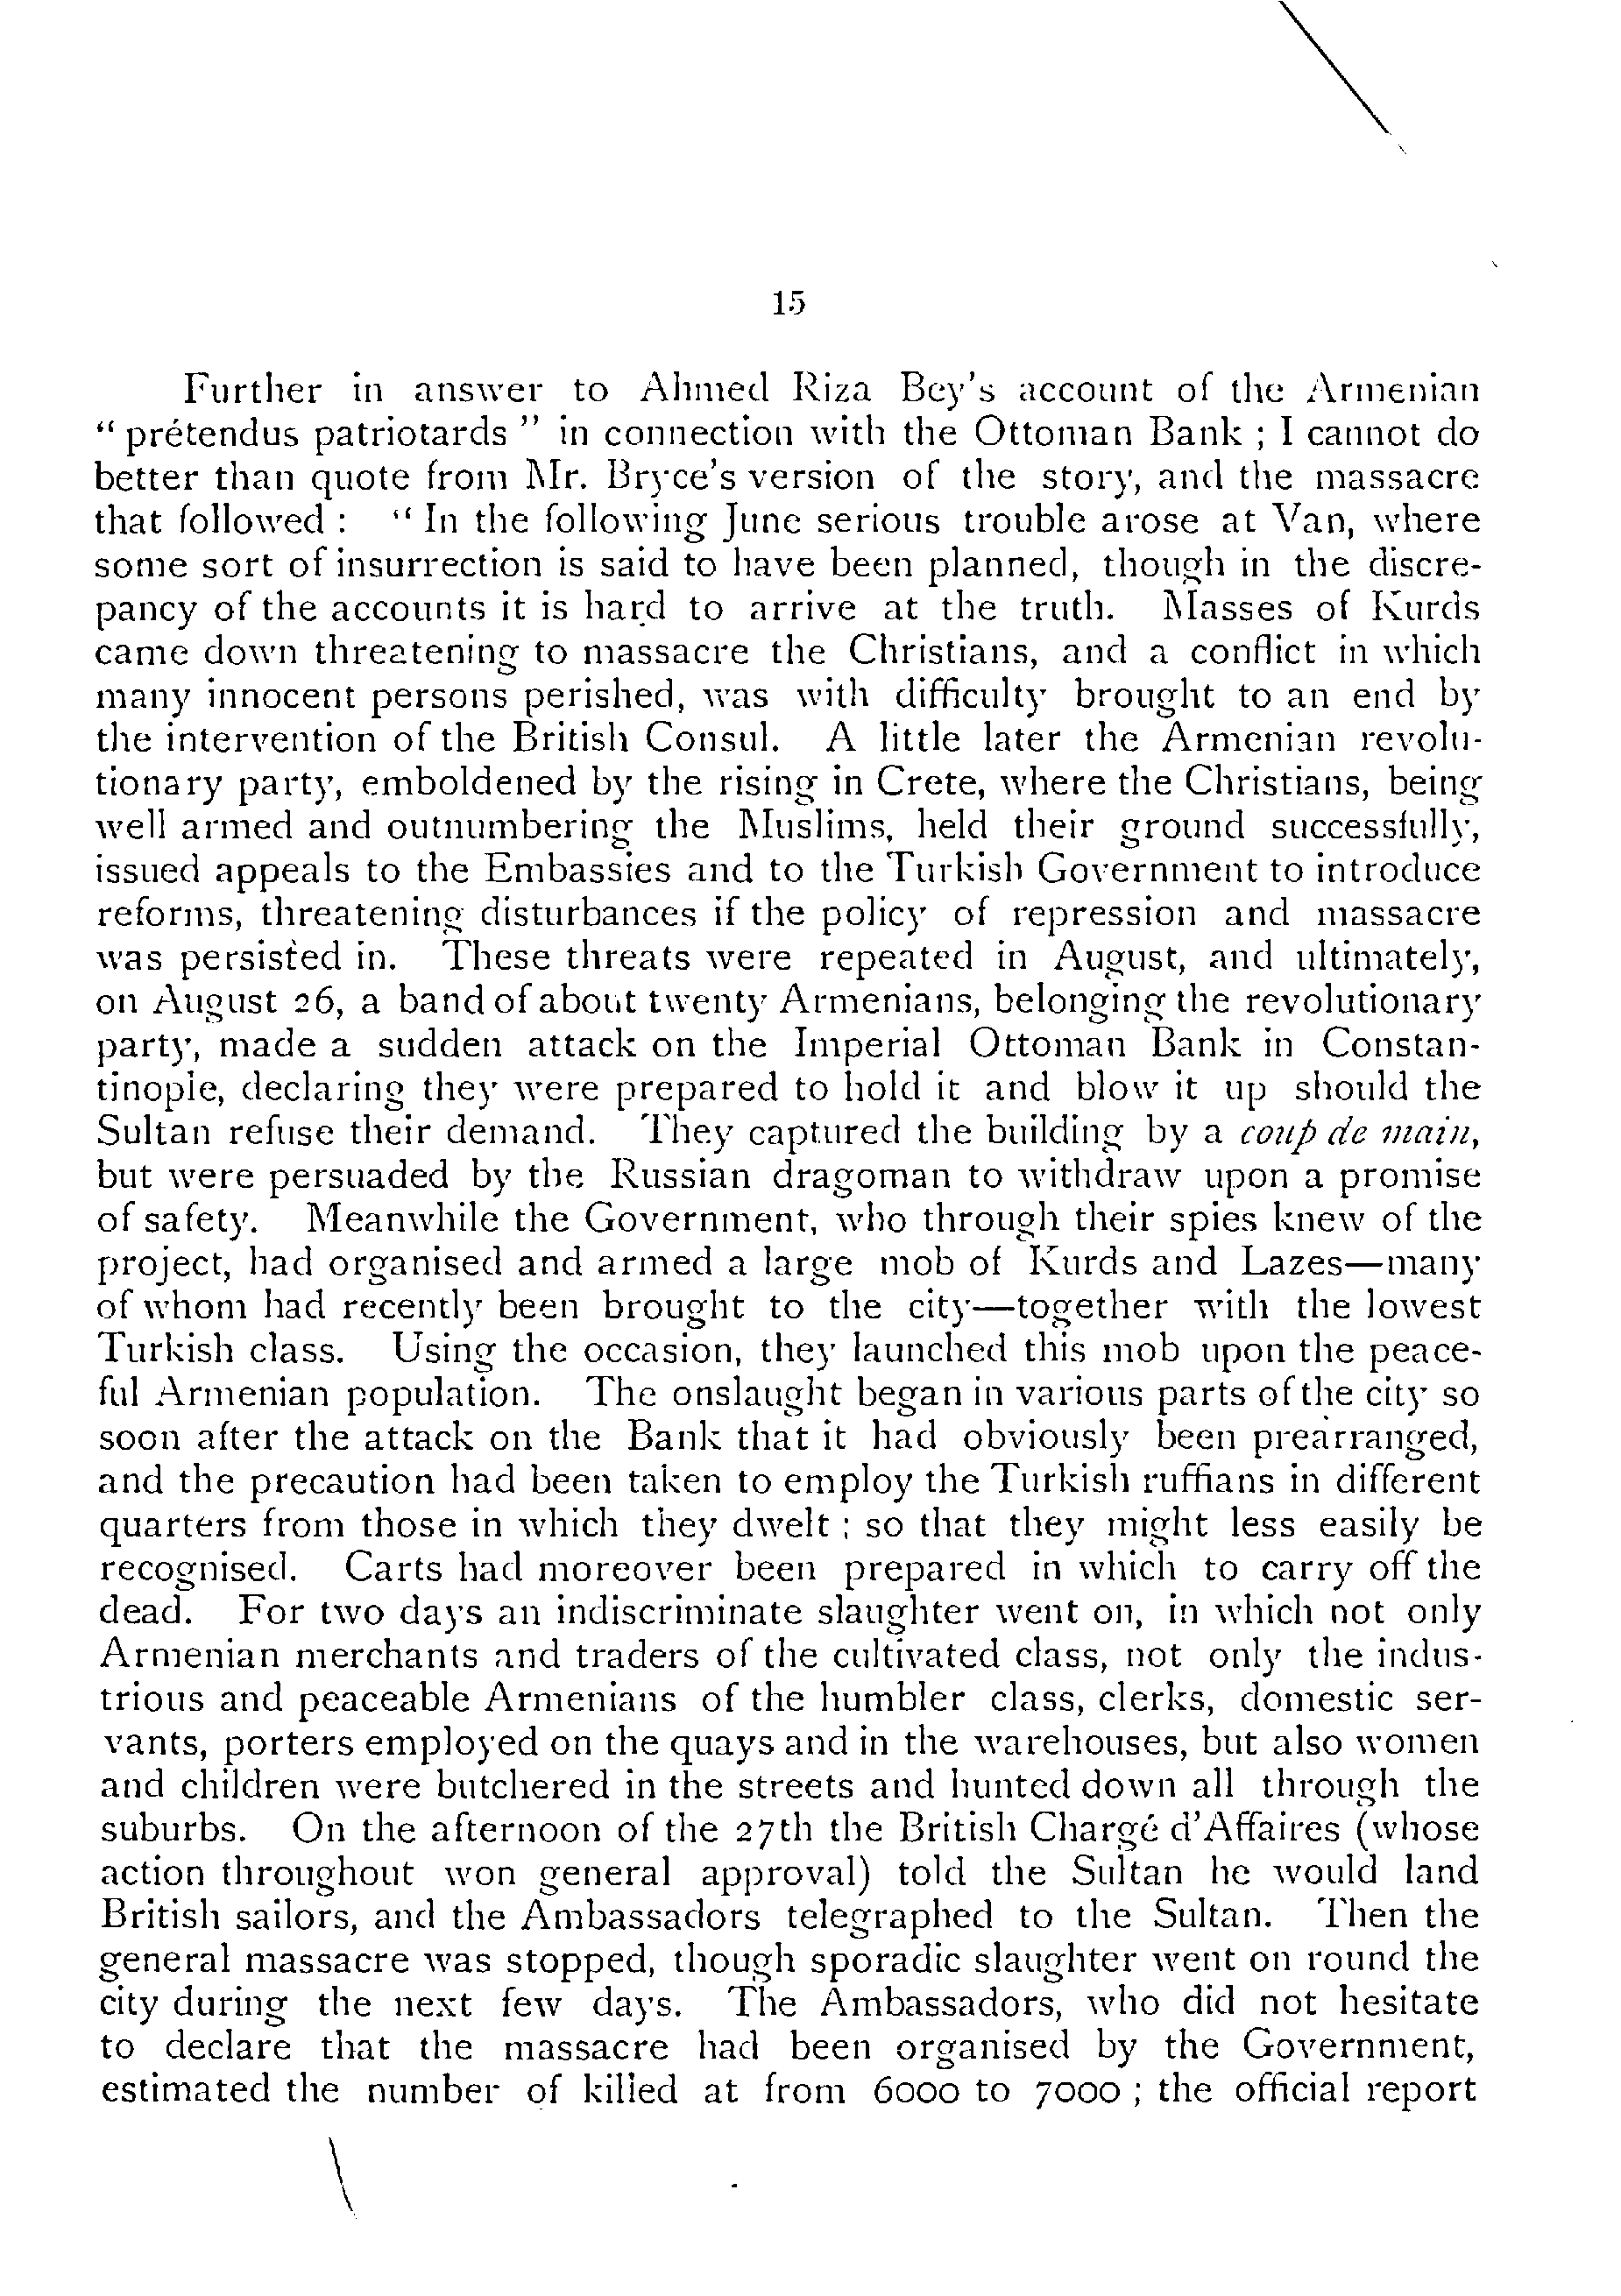 15
Further in answer to Ahmed Riza Bey's account of the Armenian
“ prétendus patriotards ” in connection with the Ottoman Bank ; I cannot do
better than quote from Mr. Bryce's version of the story, and the massacre
that followed : “ In the following June serious trouble arose at Van, where
some sort of insurrection is said to have been planned, though in the discre-
pancy of the accounts it is hard to arrive at the truth. Masses of Kurds
came down threatening to massacre the Christians, and a conflict in which
many innocent persons perished, was with difficulty brought to an end by
the intervention of the British Consul. A little later the Armenian revolu-
tionary party, emboldened by the rising in Crete, where the Christians, being
well armed and outnumbering the Muslims, held their ground successfully,
issued appeals to the Embassies and to the Turkish Government to introduce
reforms, threatening disturbances if the policy of repression and massacre
was persisted in. These threats were repeated in August, and ultimately,
on August 26, a band of about twenty Armenians, belonging the revolutionary
party, made a sudden attack on the Imperial Ottoman Bank in Constan-
tinople, declaring they were prepared to hold it and blow it up should the
Sultan refuse their demand. They captured the building by a coup de main,
but were persuaded by the Russian dragoman to withdraw upon a promise
of safety. Meanwhile the Government, who through their spies knew of the
project, had organised and armed a large mob of Kurds and Lazes—many
of whom had recently been brought to the city—together with the lowest
Turkish class. Using the occasion, they launched this mob upon the peace-
ful Armenian population. The onslaught began in various parts of the city so
soon after the attack on the Bank that it had obviously been prearranged,
and the precaution had been taken to employ the Turkish ruffians in different
quarters from those in which they dwelt ; so that they might less easily be
recognised. Carts had moreover been prepared in which to carry off the
dead. For two days an indiscriminate slaughter went on, in which not only
Armenian merchants and traders of the cultivated class, not only the indus-
trious and peaceable Armenians of the humbler class, clerks, domestic ser-
vants, porters employed on the quays and in the warehouses, but also women
and children were butchered in the streets and hunted down all through the
suburbs. On the afternoon of the 27th the British Chargé d'Affaires (whose
action throughout won general approval) told the Sultan he would land
British sailors, and the Ambassadors telegraphed to the Sultan. Then the
general massacre was stopped, though sporadic slaughter went on round the
city during the next few days. The Ambassadors, who did not hesitate
to declare that the massacre had been organised by the Government,
estimated the number of killed at from 6000 to 7000 ; the official report